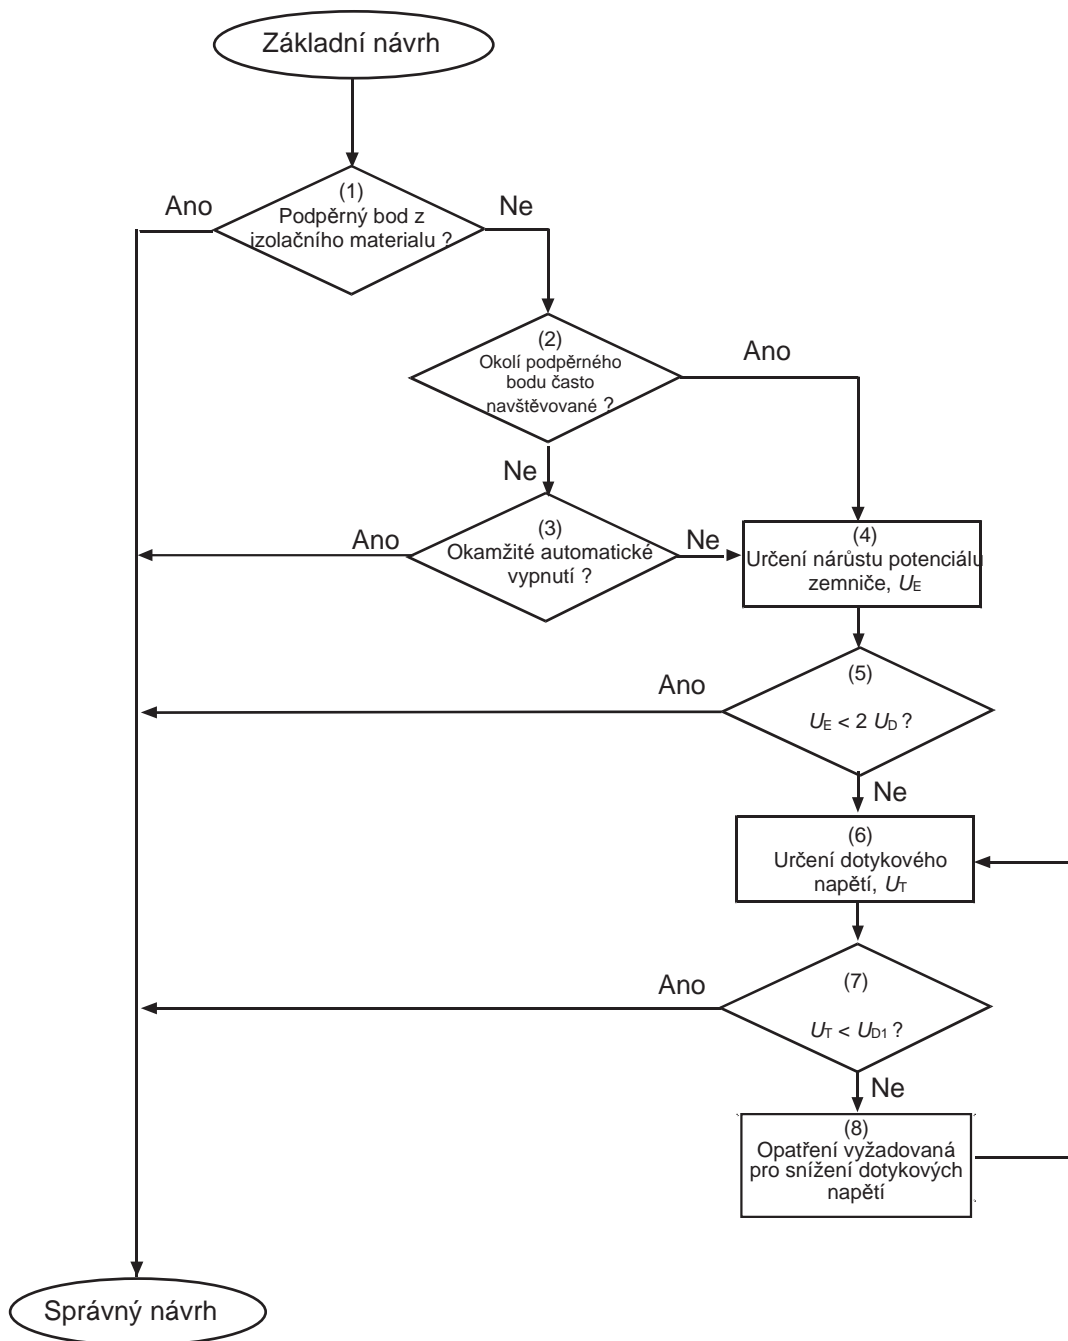 Základní návrh
(1)
Ano
Ne
Podpěrný bod z
izolačního materialu ?
(2)
Ano
Okolí podpěrného
bodu často
navštěvované ?
Ne
(3)
Ano
Okamžité automatické
vypnutí ?
Ne
(4)
Určení nárůstu potenciálu
zemniče, UE
(5)
Ano
UE < 2 UD ?
Ne
(6)
Určení dotykového
napětí, UT
(7)
Ano
UT < UD1 ?
Ne
(8)
Opatření vyžadovaná
pro snížení dotykových
napětí
Správný návrh